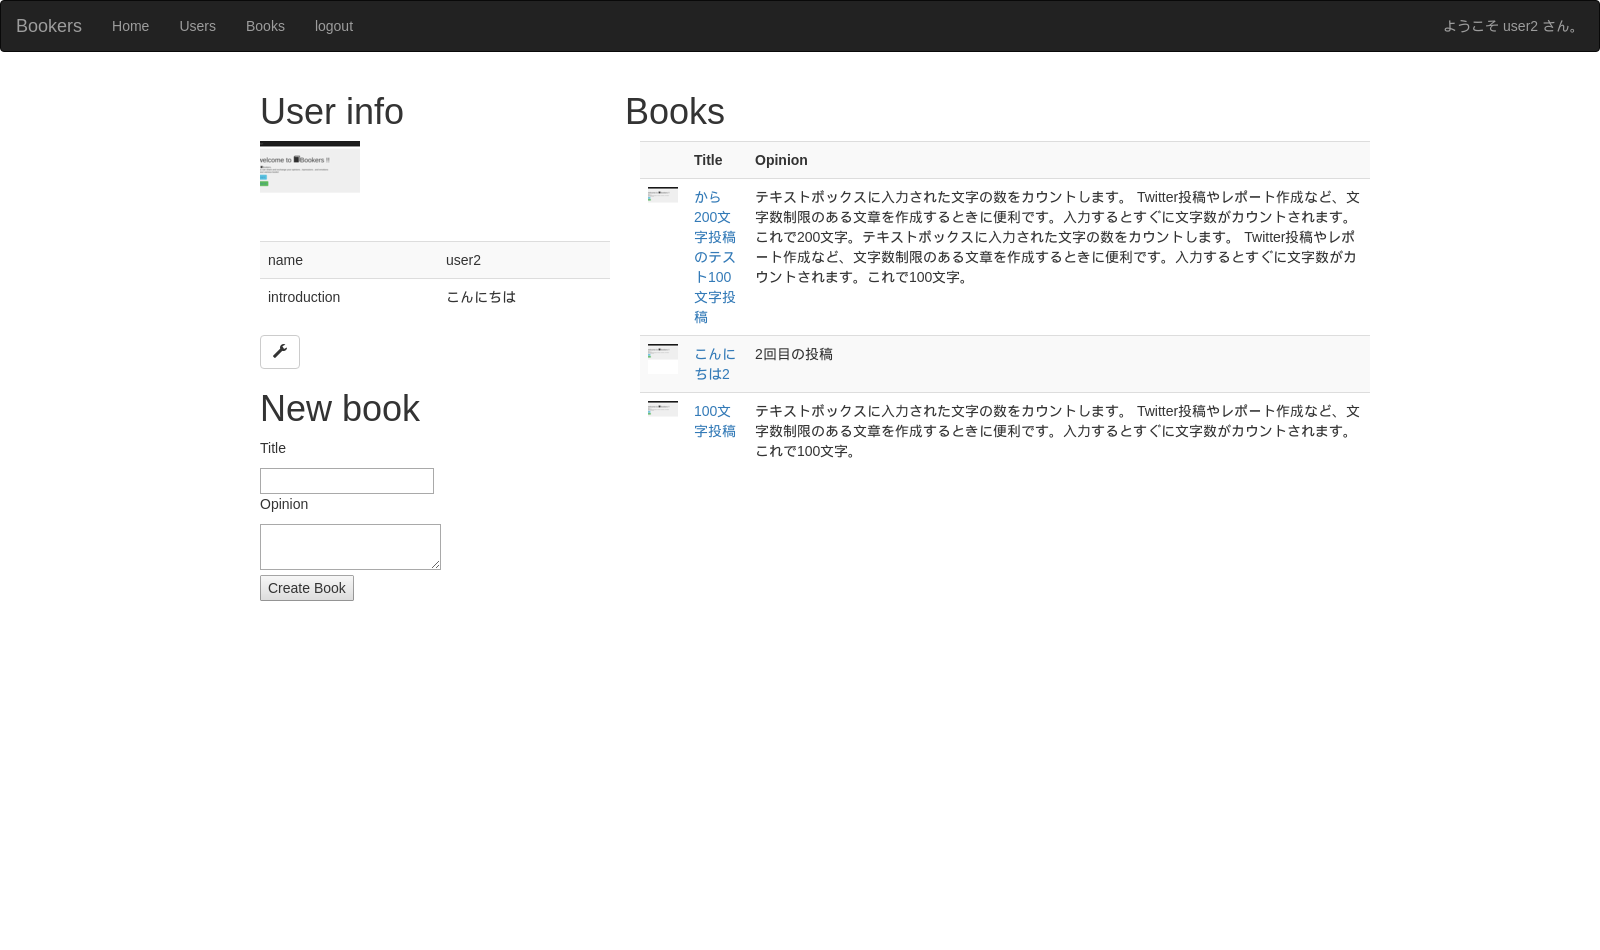 Bookers Home Users Books logout ようこそ user2 さん。
User info
welcome to Bookers !!
name user2
introduction こんにちは
New book
Title
Opinion
Create Book
Books
Title Opinion
から
200文
字投稿
のテス
ト100
文字投
稿
テキストボックスに入力された文字の数をカウントします。 Twitter投稿やレポート作成など、文
字数制限のある文章を作成するときに便利です。入力するとすぐに文字数がカウントされます。
これで200文字。テキストボックスに入力された文字の数をカウントします。 Twitter投稿やレポ
ート作成など、文字数制限のある文章を作成するときに便利です。入力するとすぐに文字数がカ
ウントされます。これで100文字。
こんに
ちは2
2回目の投稿
100文
字投稿
テキストボックスに入力された文字の数をカウントします。 Twitter投稿やレポート作成など、文
字数制限のある文章を作成するときに便利です。入力するとすぐに文字数がカウントされます。
これで100文字。